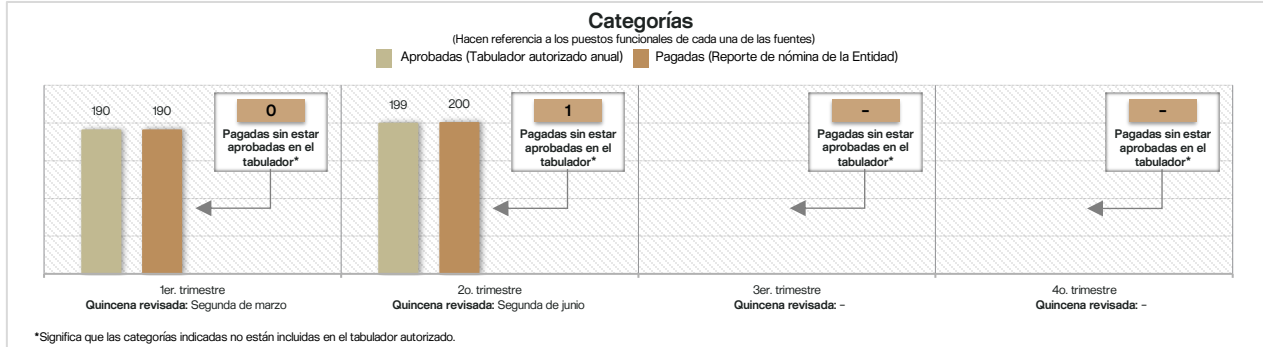 Categorías
(Hacen referencia a los puestos funcionales de cada una de las fuentes)
Aprobadas (Tabulador autorizado anual) Pagadas (Reporte de nómina de la Entidad)
190 190
0
Pagadas sin estar
aprobadas en el
tabulador*
199 200
1
Pagadas sin estar
aprobadas en el
tabulador*
–
Pagadas sin estar
aprobadas en el
tabulador*
–
Pagadas sin estar
aprobadas en el
tabulador*
1er. trimestre
Quincena revisada: Segunda de marzo
2o. trimestre
Quincena revisada: Segunda de junio
3er. trimestre
Quincena revisada: –
4o. trimestre
Quincena revisada: –
*Significa que las categorías indicadas no están incluidas en el tabulador autorizado.